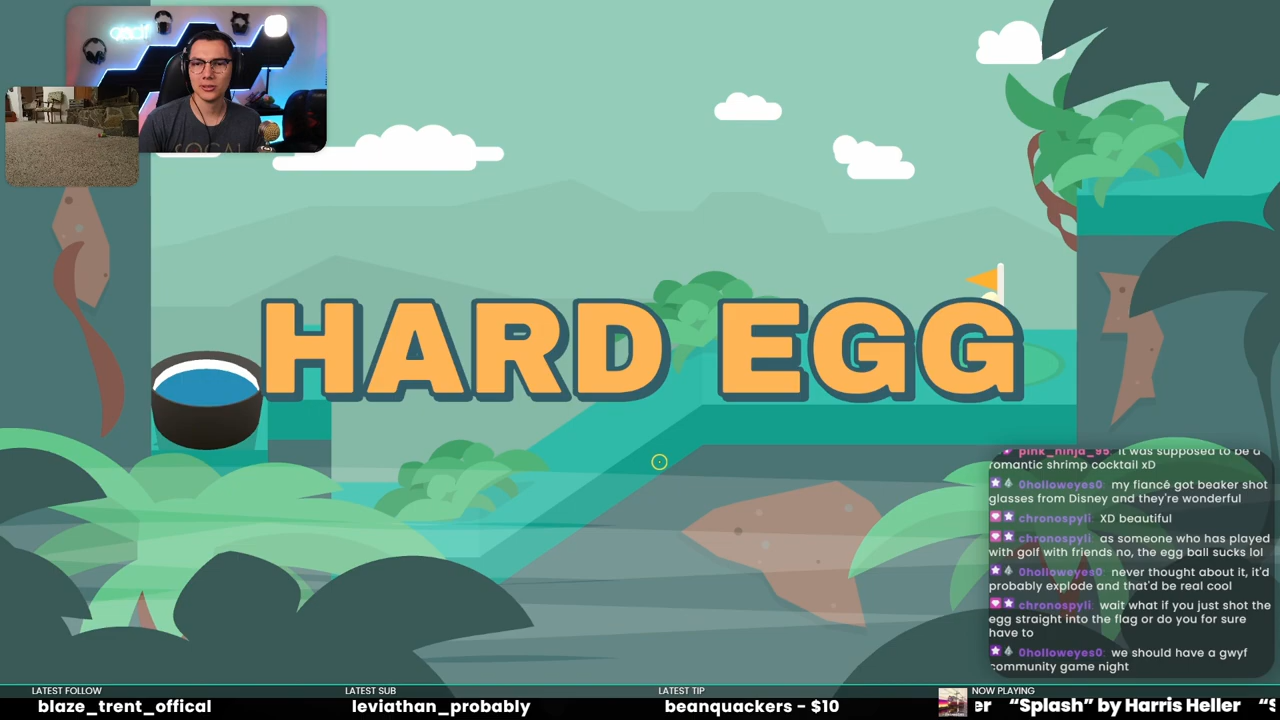 SOCAL
HARD EGG
pink_ninja_95: it was supposed to be a
romantic shrimp cocktail xD
0holloweyes0: my fiancé got beaker shot
glasses from Disney and they're wonderful
chronospyli: XD beautiful
chronospyli: as someone who has played
with golf with friends no, the egg ball sucks lol
0holloweyes0: never thought about it, it'd
probably explode and that'd be real cool
chronospyli: wait what if you just shot the
egg straight into the flag or do you for sure
have to
0holloweyes0: we should have a gwyf
community game night
LATEST FOLLOW
blaze_trent_offical
LATEST SUB
leviathan_probably
LATEST TIP
beanquackers - $10
NOW PLAYING
er “Splash” by Harris Heller “S